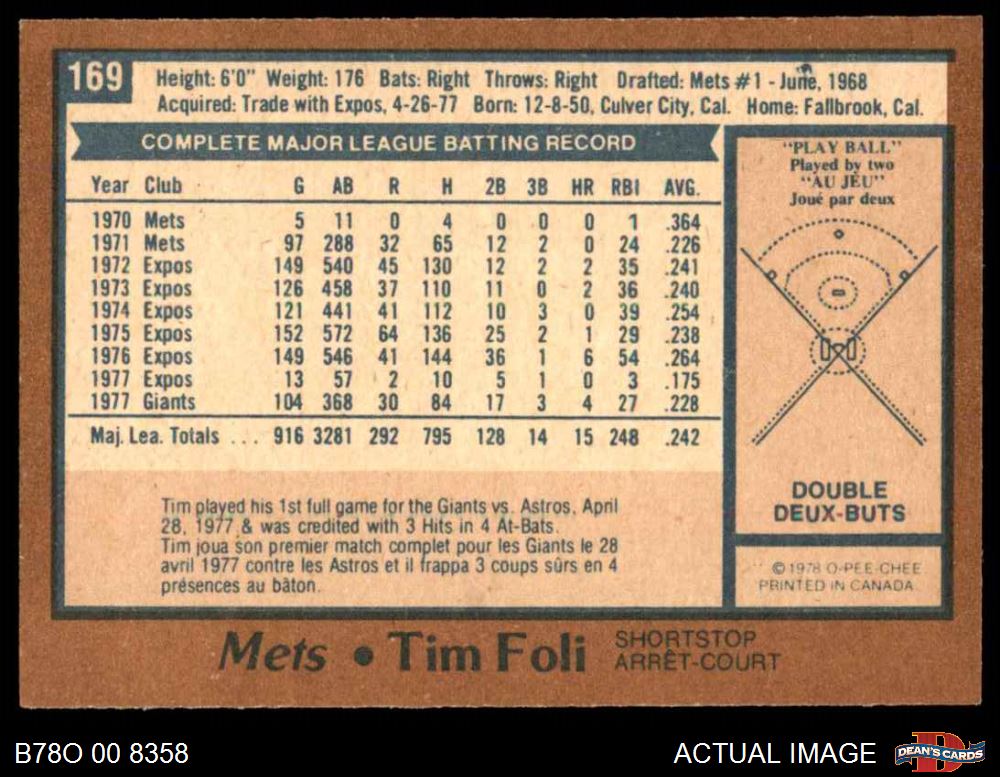 169
Height: 6'0" Weight: 176 Bats: Right Throws: Right Drafted: Mets #1 - June, 1968
Acquired: Trade with Expos, 4-26-77 Born: 12-8-50, Culver City, Cal. Home: Fallbrook, Cal.
COMPLETE MAJOR LEAGUE BATTING RECORD
Year Club G AB R H 2B 3B HR RBI AVG.
1970 Mets 5 11 0 4 0 0 0 1 .364
1971 Mets 97 288 32 65 12 2 0 24 .226
1972 Expos 149 540 45 130 12 2 2 35 .241
1973 Expos 126 458 37 110 11 0 2 36 .240
1974 Expos 121 441 41 112 10 3 0 39 .254
1975 Expos 152 572 64 136 25 2 1 29 .238
1976 Expos 149 546 41 144 36 1 6 54 .264
1977 Expos 13 57 2 10 5 1 0 3 .175
1977 Giants 104 368 30 84 17 3 4 27 .228
Maj. Lea. Totals ... 916 3281 292 795 128 14 15 248 .242
Tim played his 1st full game for the Giants vs. Astros, April
28, 1977 & was credited with 3 Hits in 4 At-Bats.
Tim joua son premier match complet pour les Giants le 28
avril 1977 contre les Astros et il frappa 3 coups sûrs en 4
présences au bâton.
"PLAY BALL"
Played by two
"AU JEU"
Joué par deux
DOUBLE
DEUX-BUTS
© 1978 O-PEE-CHEE
PRINTED IN CANADA
Mets • Tim Foli
SHORTSTOP
ARRÊT-COURT
B78O 00 8358
ACTUAL IMAGE
DEAN'S CARDS